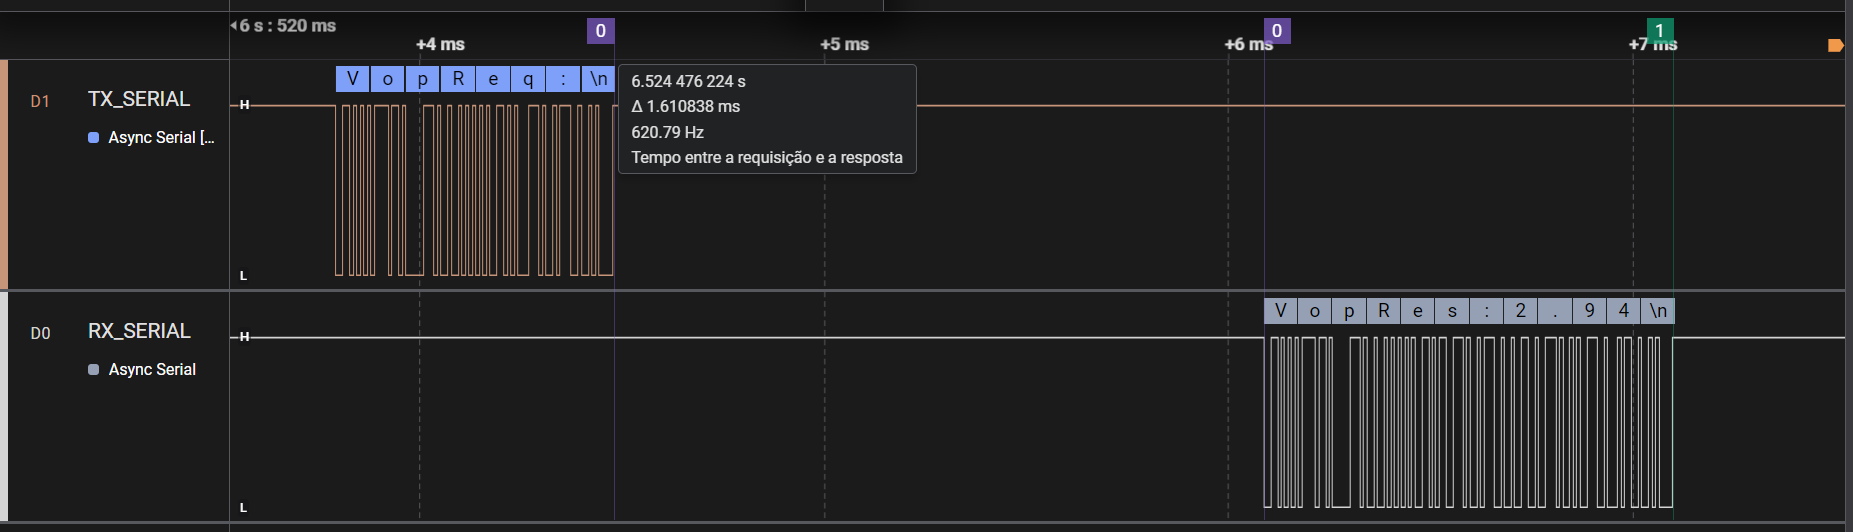 6 s : 520 ms
+4 ms
0
+5 ms
+6 ms
0
+7 ms
1
D1
TX_SERIAL
Async Serial [...
H
L
V o p R e q : \n
6.524 476 224 s
Δ 1.610838 ms
620.79 Hz
Tempo entre a requisição e a resposta
D0
RX_SERIAL
Async Serial
H
L
V o p R e s : 2 . 9 4 \n